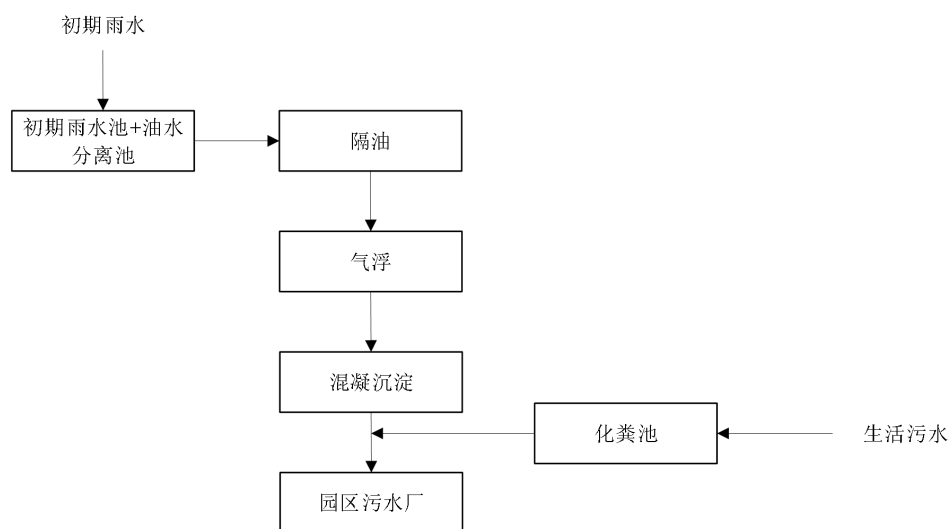 初期雨水
初期雨水池+油水
分离池
隔油
气浮
混凝沉淀
化粪池
生活污水
园区污水厂